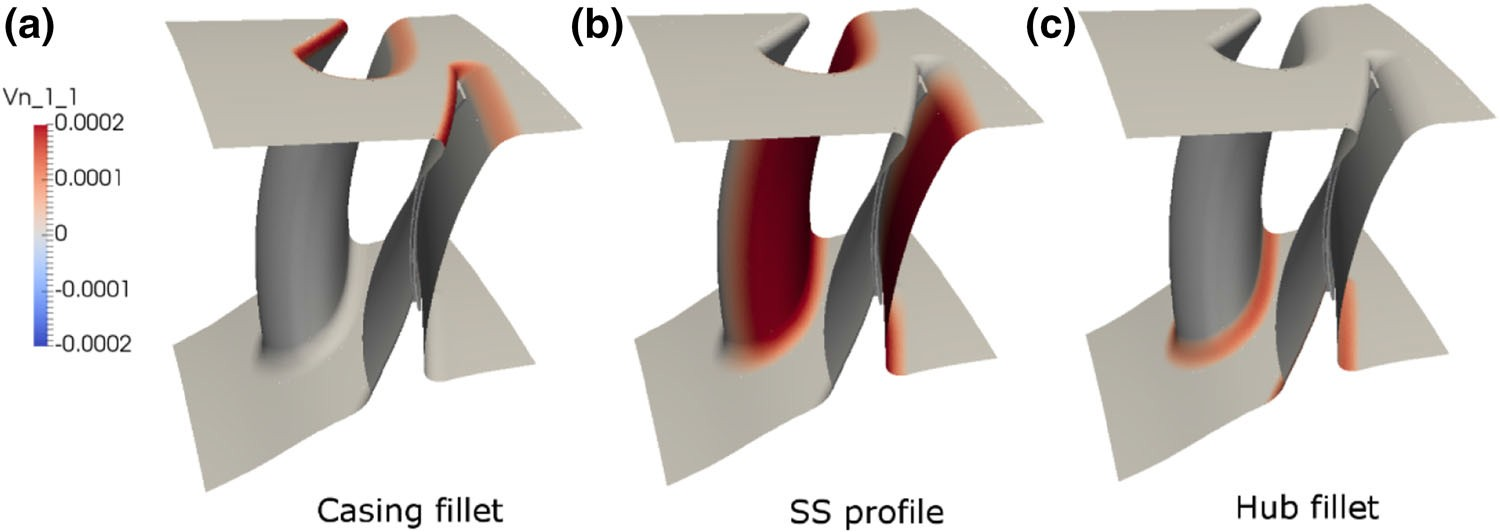 (a)
(b)
(c)
Vn_1_1
0.0002
0.0001
0
-0.0001
-0.0002
Casing fillet
SS profile
Hub fillet